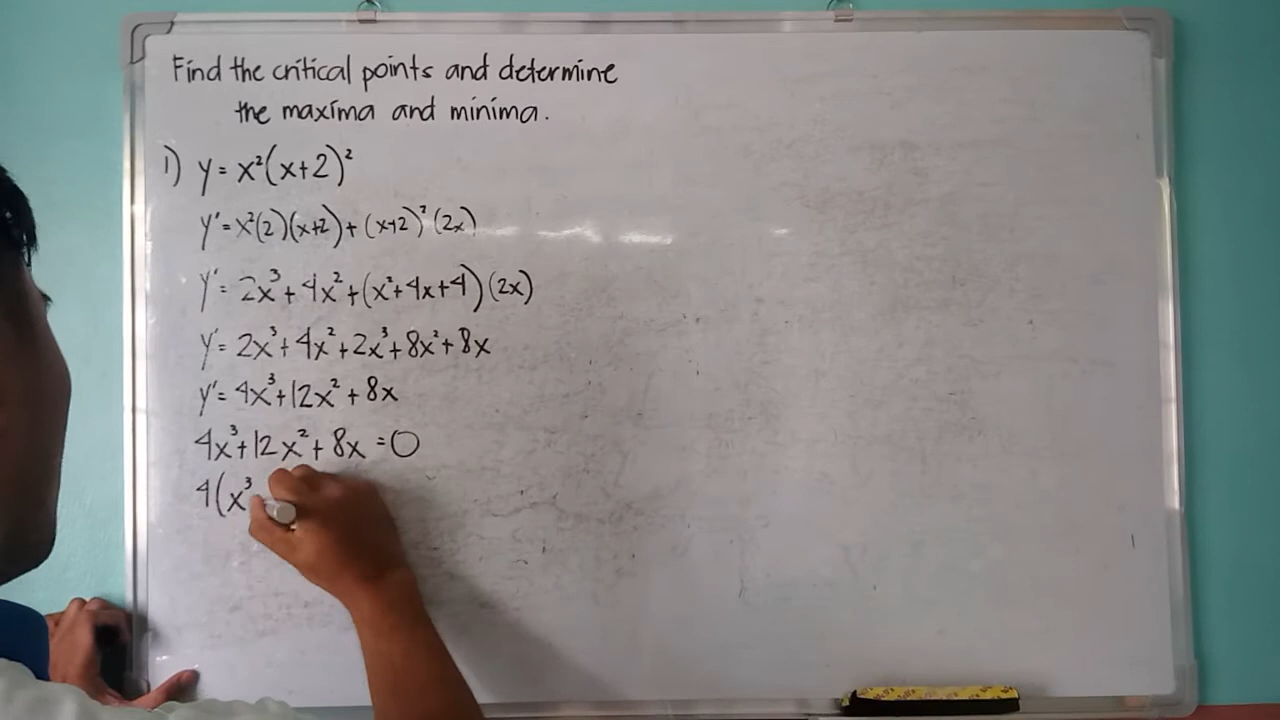 Find the critical points and determine
the maxima and minima.
1) y = x²(x+2)²
y' = x²(2)(x+2) + (x+2)²(2x)
y' = 2x³ + 4x² + (x² + 4x + 4)(2x)
y' = 2x³ + 4x² + 2x³ + 8x² + 8x
y' = 4x³ + 12x² + 8x
4x³ + 12x² + 8x = 0
4(x³